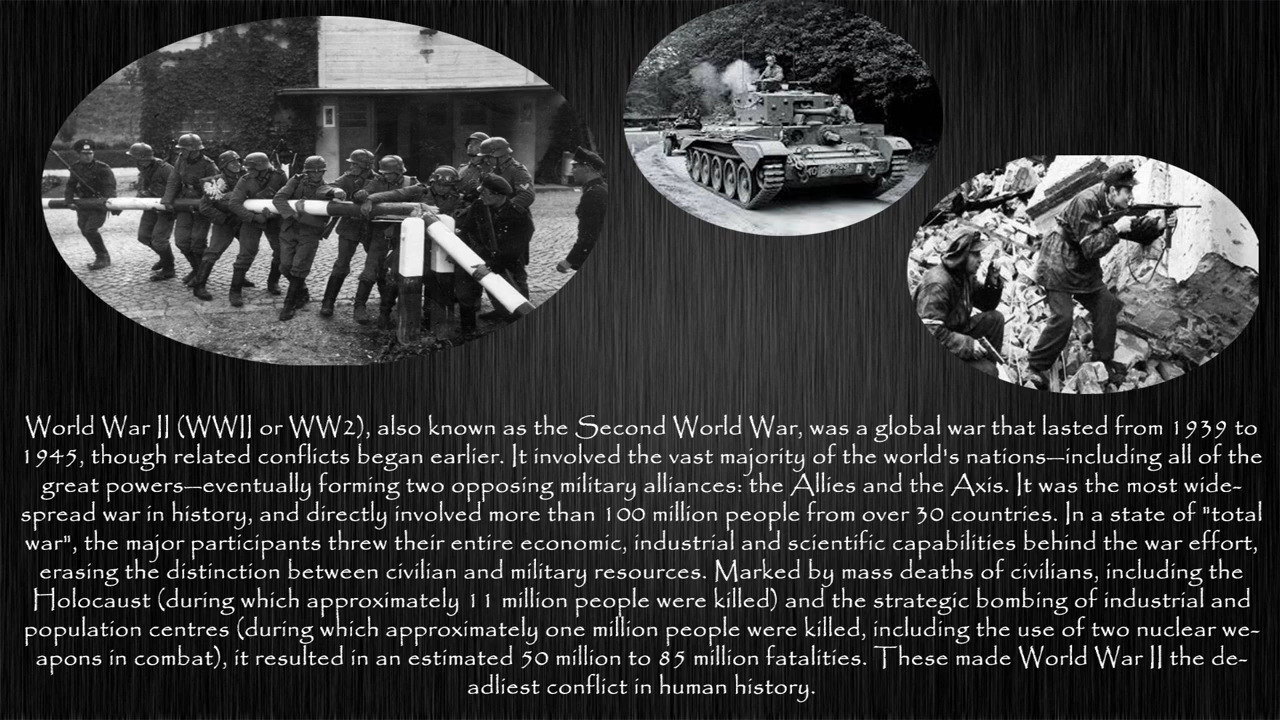 World War II (WWII or WW2), also known as the Second World War, was a global war that lasted from 1939 to
1945, though related conflicts began earlier. It involved the vast majority of the world's nations—including all of the
great powers—eventually forming two opposing military alliances: the Allies and the Axis. It was the most wide-
spread war in history, and directly involved more than 100 million people from over 30 countries. In a state of "total
war", the major participants threw their entire economic, industrial and scientific capabilities behind the war effort,
erasing the distinction between civilian and military resources. Marked by mass deaths of civilians, including the
Holocaust (during which approximately 11 million people were killed) and the strategic bombing of industrial and
population centres (during which approximately one million people were killed, including the use of two nuclear we-
apons in combat), it resulted in an estimated 50 million to 85 million fatalities. These made World War II the de-
adliest conflict in human history.